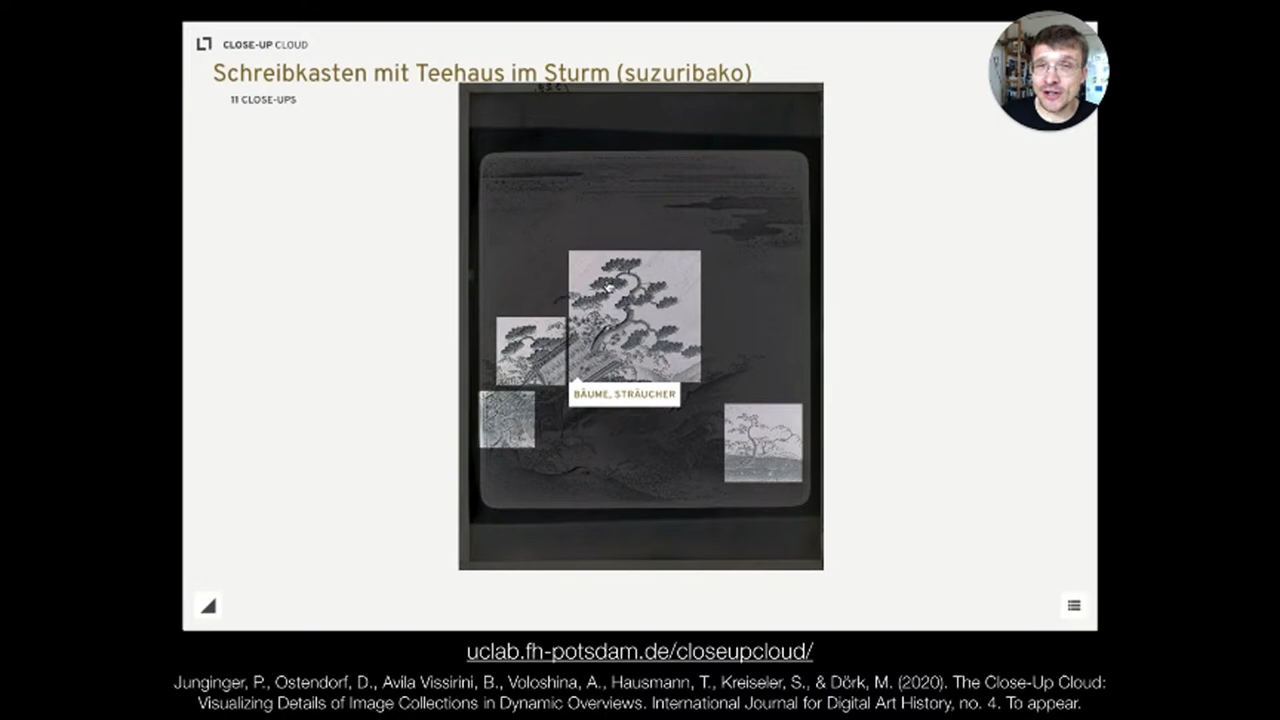 CLOSE-UP CLOUD
Schreibkasten mit Teehaus im Sturm (suzuribako)
11 CLOSE-UPS
BÄUME, STRÄUCHER
uclab.fh-potsdam.de/closeupcloud/
Junginger, P., Ostendorf, D., Avila Vissirini, B., Voloshina, A., Hausmann, T., Kreiseler, S., & Dörk, M. (2020). The Close-Up Cloud:
Visualizing Details of Image Collections in Dynamic Overviews. International Journal for Digital Art History, no. 4. To appear.